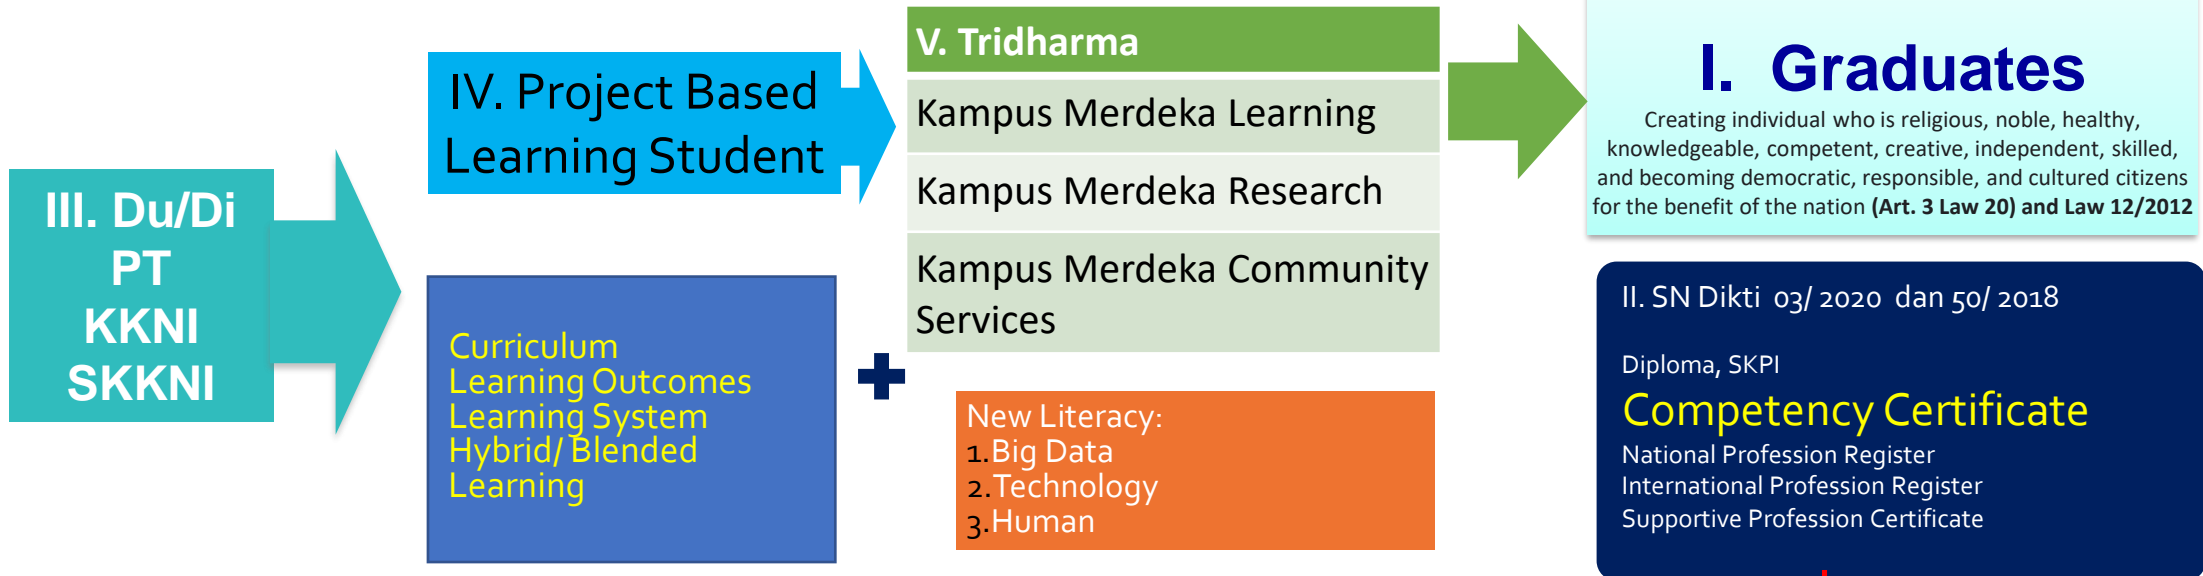 III. Du/Di
PT
KKNI
SKKNI
IV. Project Based
Learning Student
Curriculum
Learning Outcomes
Learning System
Hybrid/ Blended
Learning
V. Tridharma
Kampus Merdeka Learning
Kampus Merdeka Research
Kampus Merdeka Community
Services
New Literacy:
1.Big Data
2.Technology
3.Human
I. Graduates
Creating individual who is religious, noble, healthy,
knowledgeable, competent, creative, independent, skilled,
and becoming democratic, responsible, and cultured citizens
for the benefit of the nation (Art. 3 Law 20) and Law 12/2012
II. SN Dikti 03/ 2020 dan 50/ 2018
Diploma, SKPI
Competency Certificate
National Profession Register
International Profession Register
Supportive Profession Certificate